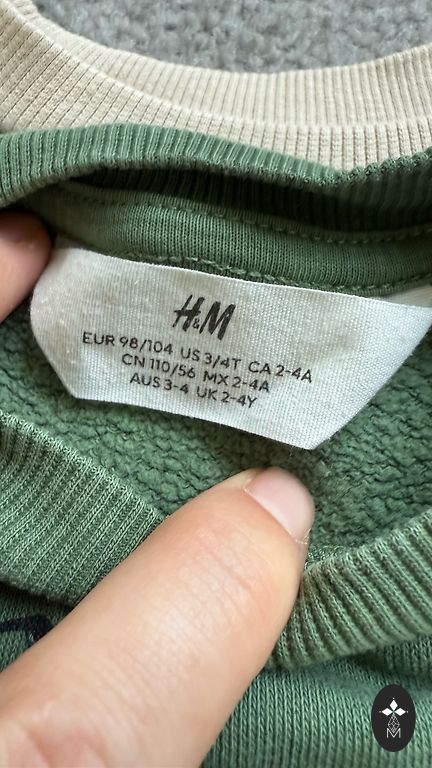 H&M
EUR 98/104 US 3/4T CA 2-4A
CN 110/56 MX 2-4A
AUS 3-4 UK 2-4Y
M